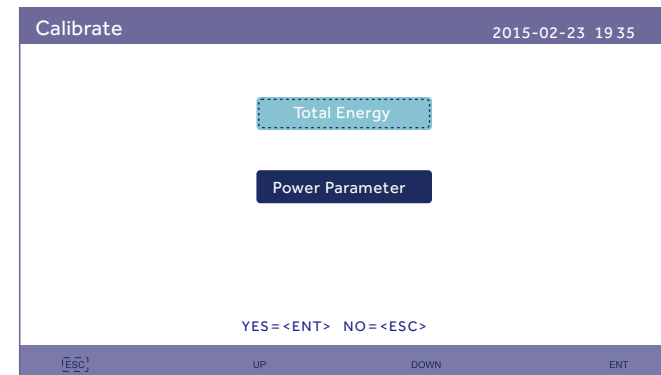 Calibrate 2015-02-23 19 35
Total Energy
Power Parameter
YES=<ENT> NO=<ESC>
ESC UP DOWN ENT